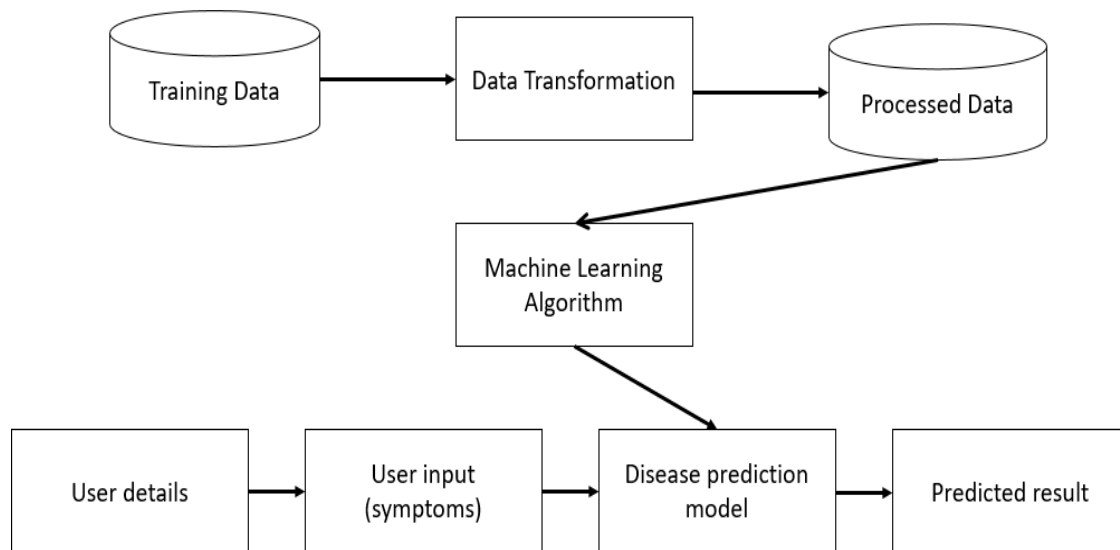 Training Data
Data Transformation
Processed Data
Machine Learning
Algorithm
User details
User input
(symptoms)
Disease prediction
model
Predicted result